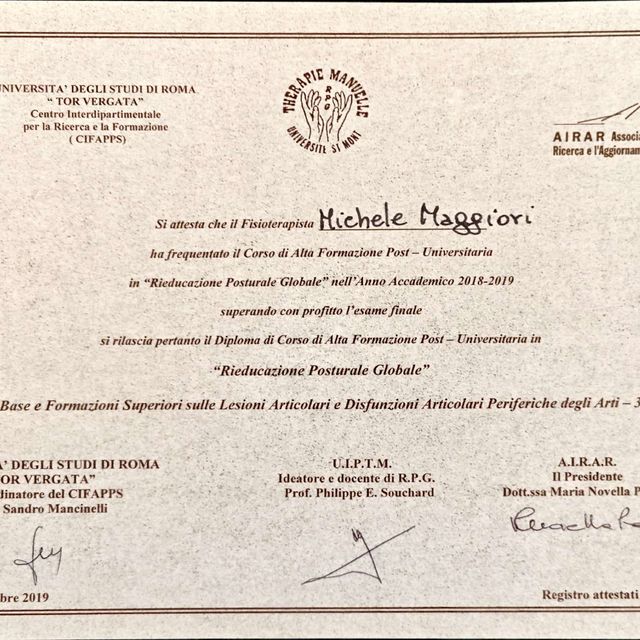 UNIVERSITA' DEGLI STUDI DI ROMA
“ TOR VERGATA”
Centro Interdipartimentale
per la Ricerca e la Formazione
( CIFAPPS)
THERAPIE MANUELLE
RPG
UNIVERSITE ST MONT
AIRAR Associa
Ricerca e l'Aggiornam
Si attesta che il Fisioterapista Michele Maggiori
ha frequentato il Corso di Alta Formazione Post – Universitaria
in “Rieducazione Posturale Globale” nell'Anno Accademico 2018-2019
superando con profitto l'esame finale
si rilascia pertanto il Diploma di Corso di Alta Formazione Post – Universitaria in
“Rieducazione Posturale Globale”
Base e Formazioni Superiori sulle Lesioni Articolari e Disfunzioni Articolari Periferiche degli Arti – 3
A' DEGLI STUDI DI ROMA
TOR VERGATA”
dinatore del CIFAPPS
Sandro Mancinelli
U.I.P.T.M.
Ideatore e docente di R.P.G.
Prof. Philippe E. Souchard
A.I.R.A.R.
Il Presidente
Dott.ssa Maria Novella P
bre 2019
Registro attestati